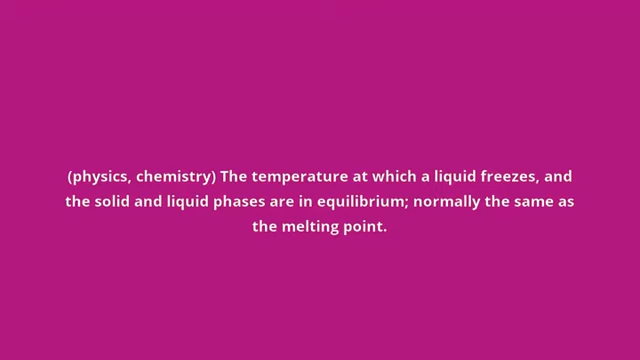 (physics, chemistry) The temperature at which a liquid freezes, and
the solid and liquid phases are in equilibrium; normally the same as
the melting point.